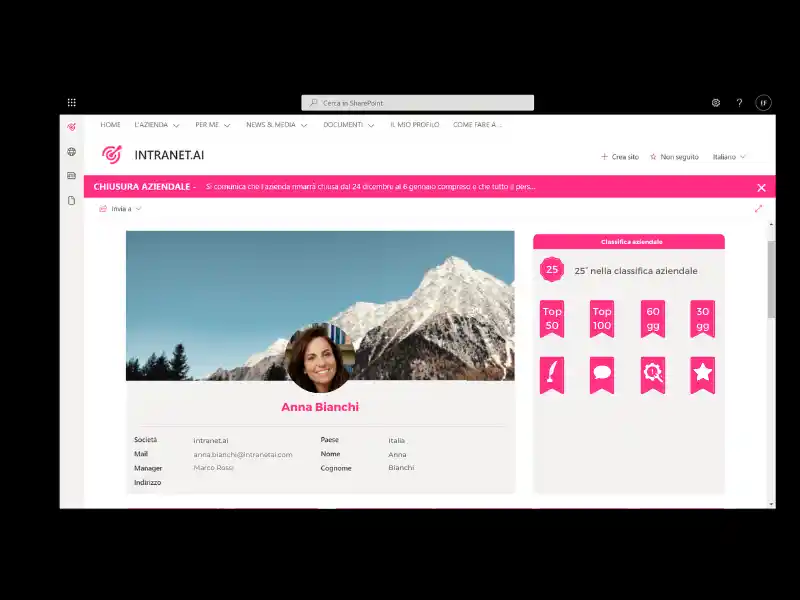 Cerca in SharePoint
?
EF
HOME L'AZIENDA PER ME NEWS & MEDIA DOCUMENTI IL MIO PROFILO COME FARE A...
INTRANET.AI
+ Crea sito Non seguito Italiano
CHIUSURA AZIENDALE - Si comunica che l'azienda rimarrà chiusa dal 24 dicembre al 6 gennaio compreso e che tutto il pers...
Invia a
Classifica aziendale
25 25° nella classifica aziendale
Top 50
Top 100
60 gg
30 gg
Anna Bianchi
Società intranet.ai
Mail anna.bianchi@intranetai.com
Manager Marco Rossi
Indirizzo
Paese Italia
Nome Anna
Cognome Bianchi